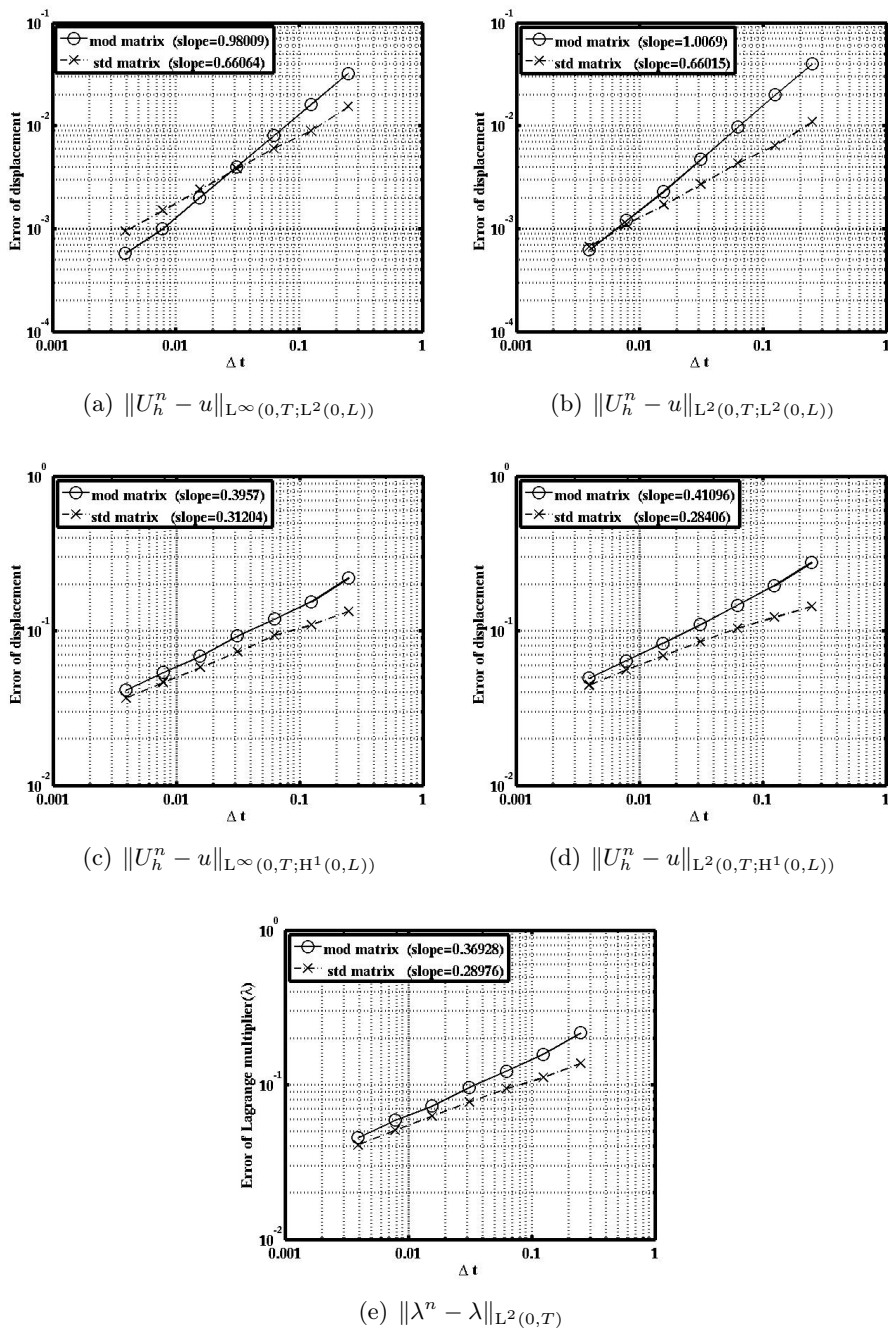 10^{-1}
mod matrix (slope=0.98009)
std matrix (slope=0.66064)
10^{-2}
Error of displacement
10^{-3}
10^{-4}
0.001
0.01
0.1
1
Δ t
(a) ‖U_h^n − u‖_{L^∞(0,T;L^2(0,L))}
10^{-1}
mod matrix (slope=1.0069)
std matrix (slope=0.66015)
10^{-2}
Error of displacement
10^{-3}
10^{-4}
0.001
0.01
0.1
1
Δ t
(b) ‖U_h^n − u‖_{L^2(0,T;L^2(0,L))}
10^0
mod matrix (slope=0.3957)
std matrix (slope=0.31204)
Error of displacement
10^{-1}
10^{-2}
0.001
0.01
0.1
1
Δ t
(c) ‖U_h^n − u‖_{L^∞(0,T;H^1(0,L))}
10^0
mod matrix (slope=0.41096)
std matrix (slope=0.28406)
Error of displacement
10^{-1}
10^{-2}
0.001
0.01
0.1
1
Δ t
(d) ‖U_h^n − u‖_{L^2(0,T;H^1(0,L))}
10^0
mod matrix (slope=0.36928)
std matrix (slope=0.28976)
Error of Lagrange multiplier(λ)
10^{-1}
10^{-2}
0.001
0.01
0.1
1
Δ t
(e) ‖λ^n − λ‖_{L^2(0,T)}